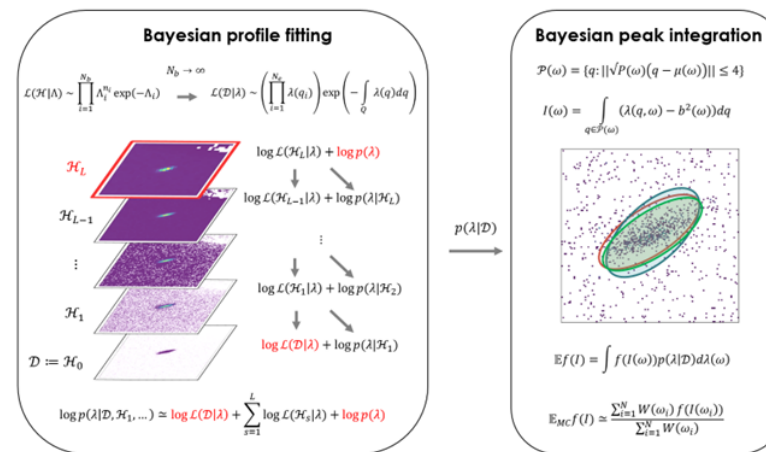 Bayesian profile fitting
ℒ(ℋ|Λ) ~ ∏_{i=1}^{N_b} Λ_i^{n_i} exp(−Λ_i)
N_b → ∞
ℒ(𝒟|λ) ~ (∏_{i=1}^{N_e} λ(q_i)) exp(−∫_Q λ(q)dq)
ℋ_L
log ℒ(ℋ_L|λ) + log p(λ)
ℋ_{L−1}
log ℒ(ℋ_{L−1}|λ) + log p(λ|ℋ_L)
⋮
⋮
ℋ_1
log ℒ(ℋ_1|λ) + log p(λ|ℋ_2)
𝒟 ≔ ℋ_0
log ℒ(𝒟|λ) + log p(λ|ℋ_1)
log p(λ|𝒟, ℋ_1, …) ≃ log ℒ(𝒟|λ) + ∑_{s=1}^{L} log ℒ(ℋ_s|λ) + log p(λ)
p(λ|𝒟)
Bayesian peak integration
𝒫(ω) = {q: ||√P(ω)(q − μ(ω))|| ≤ 4}
I(ω) = ∫_{q∈𝒫(ω)} (λ(q, ω) − b²(ω))dq
𝔼f(I) = ∫ f(I(ω))p(λ|𝒟)dλ(ω)
𝔼_{MC}f(I) ≃ ∑_{i=1}^{N} W(ω_i) f(I(ω_i)) / ∑_{i=1}^{N} W(ω_i)